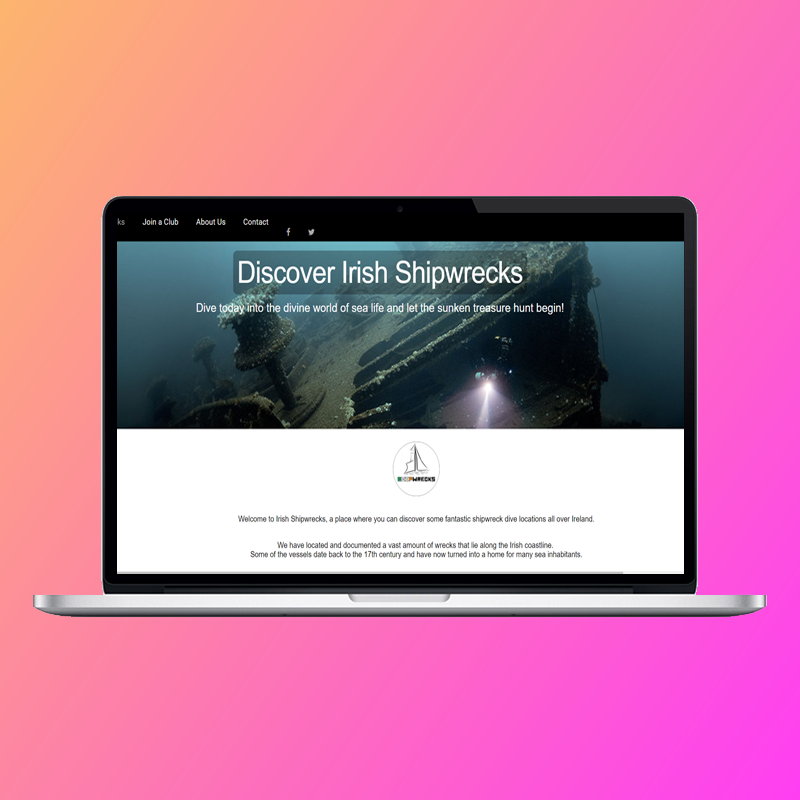 ks Join a Club About Us Contact
Discover Irish Shipwrecks
Dive today into the divine world of sea life and let the sunken treasure hunt begin!
SHIPWRECKS
Welcome to Irish Shipwrecks, a place where you can discover some fantastic shipwreck dive locations all over Ireland.
We have located and documented a vast amount of wrecks that lie along the Irish coastline.
Some of the vessels date back to the 17th century and have now turned into a home for many sea inhabitants.